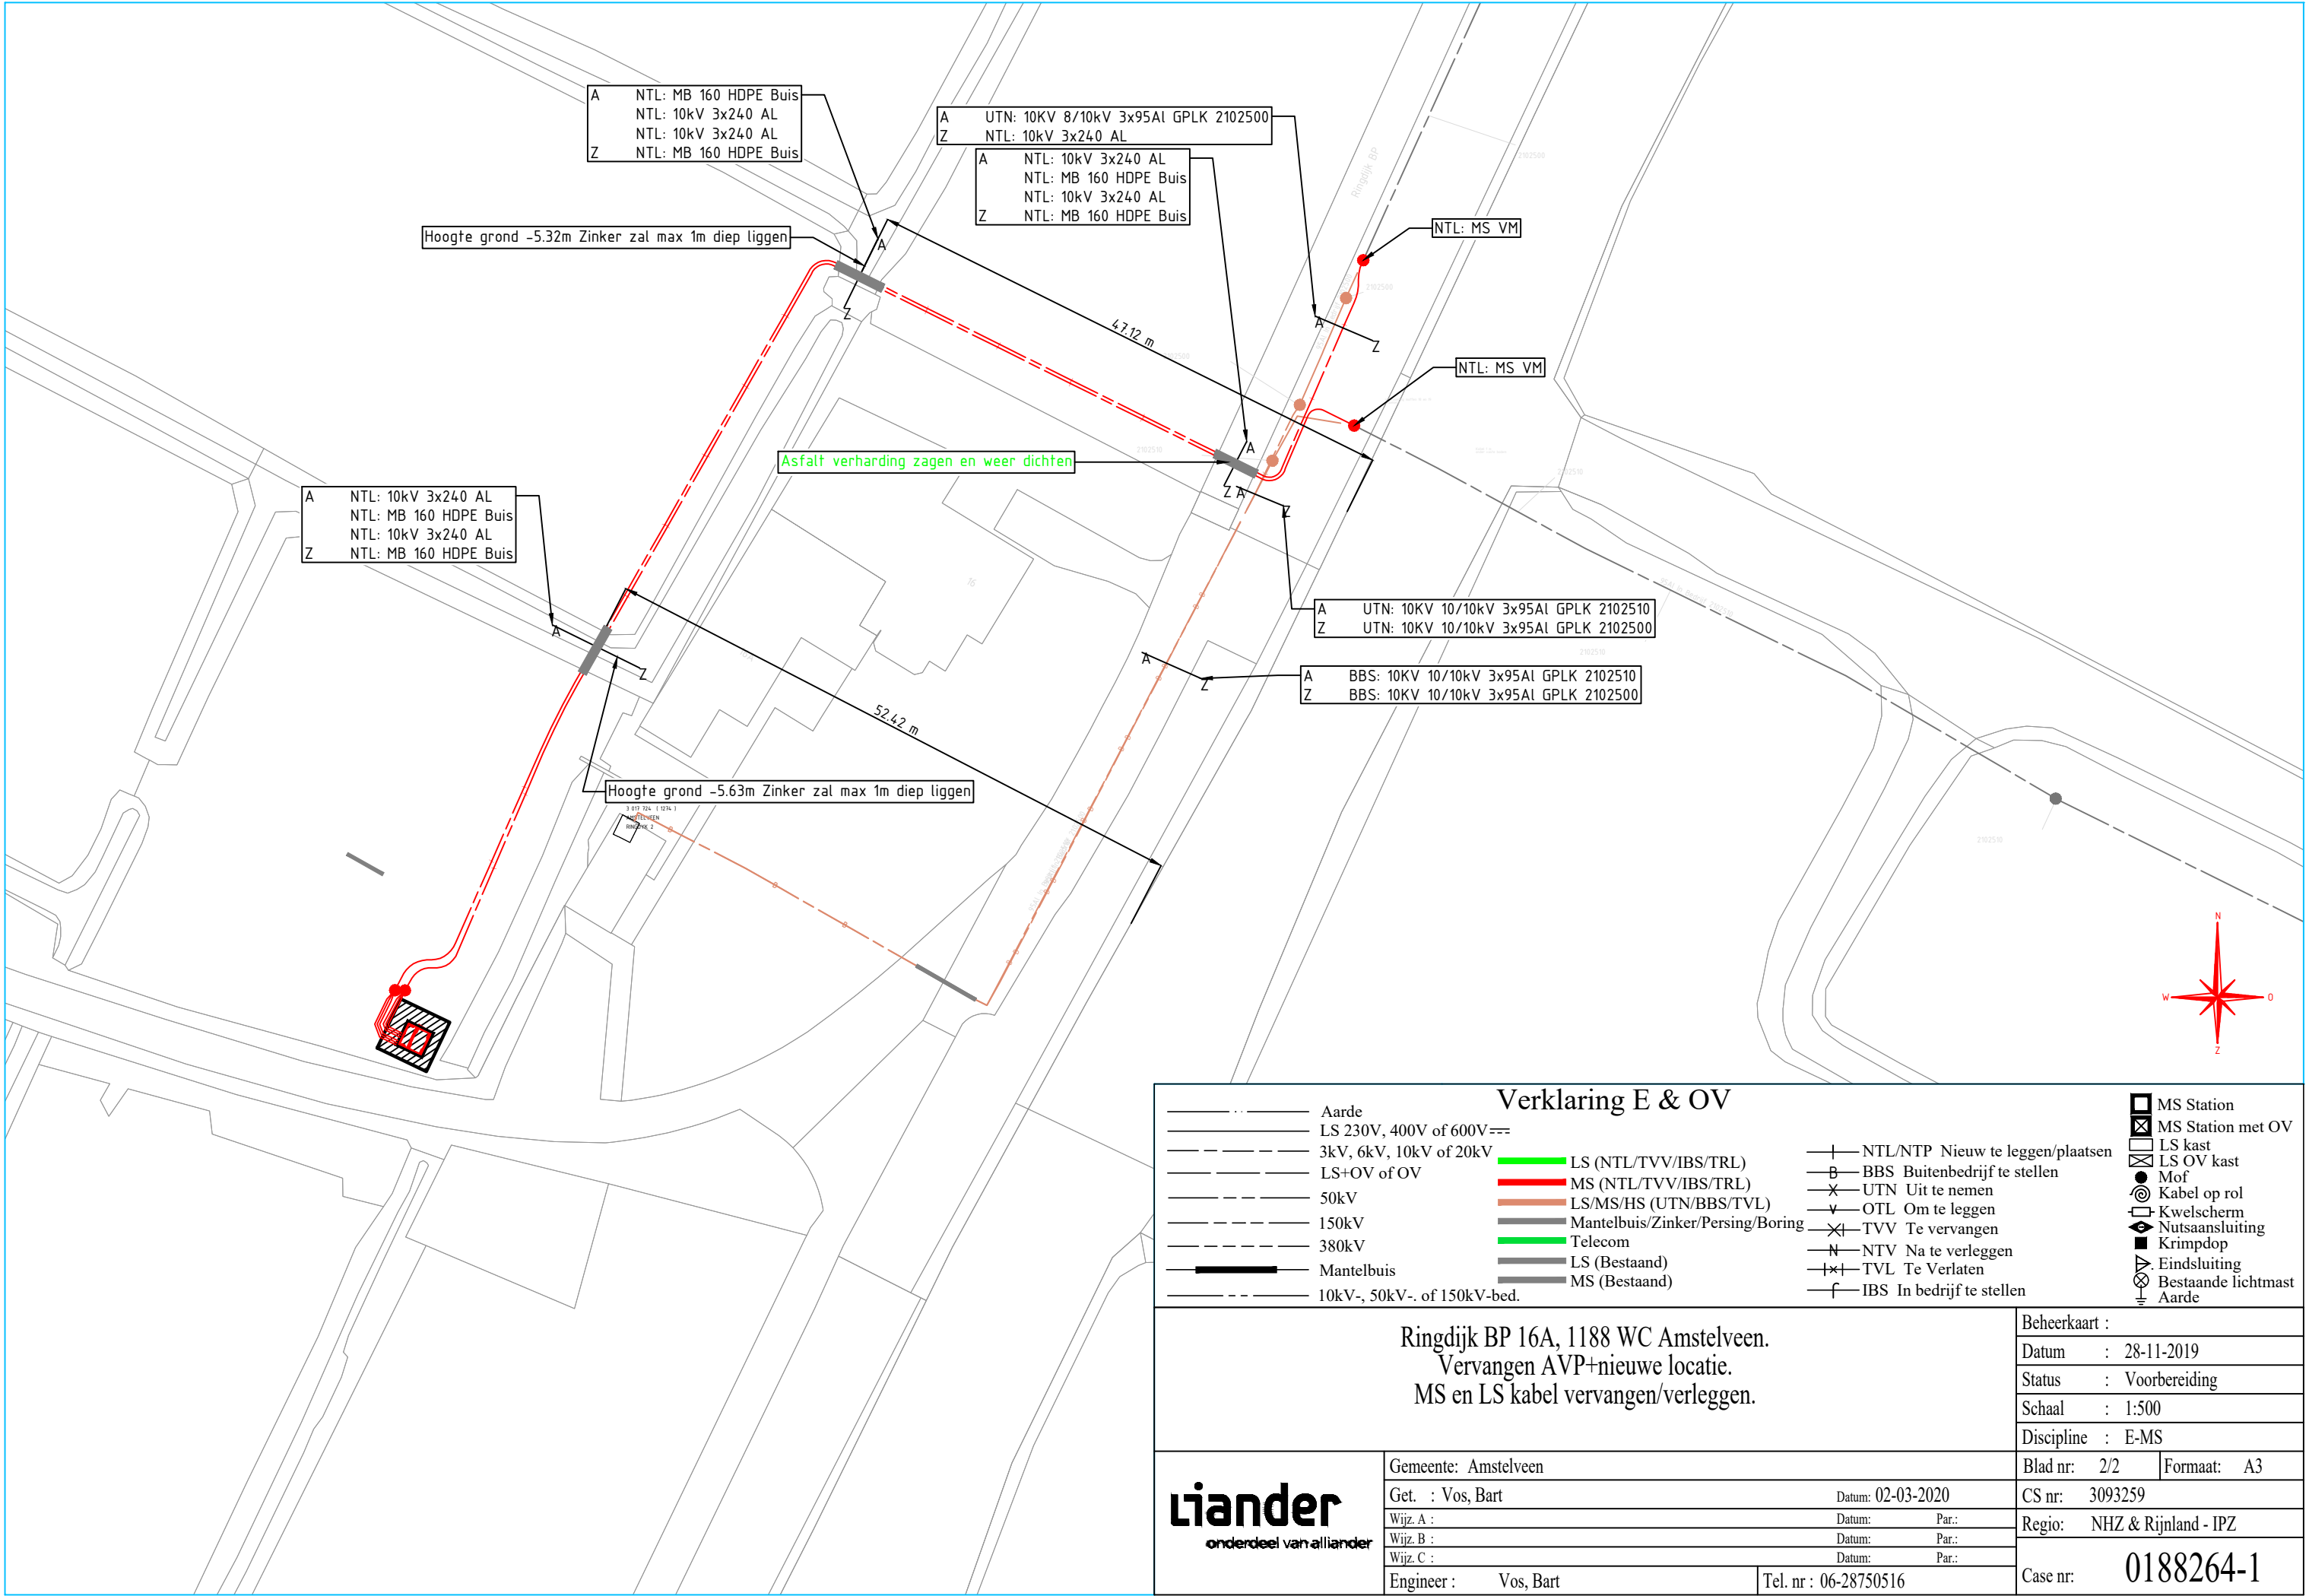 A NTL: MB 160 HDPE Buis
NTL: 10kV 3x240 AL
NTL: 10kV 3x240 AL
Z NTL: MB 160 HDPE Buis
A UTN: 10KV 8/10kV 3x95Al GPLK 2102500
Z NTL: 10kV 3x240 AL
A NTL: 10kV 3x240 AL
NTL: MB 160 HDPE Buis
NTL: 10kV 3x240 AL
Z NTL: MB 160 HDPE Buis
Ringdijk BP
2102500
NTL: MS VM
Hoogte grond -5.32m Zinker zal max 1m diep liggen
A
Z
2102500
47.12 m
A
Z
NTL: MS VM
A
Asfalt verharding zagen en weer dichten
2102510
2102510
Z A
Z
A NTL: 10kV 3x240 AL
NTL: MB 160 HDPE Buis
NTL: 10kV 3x240 AL
Z NTL: MB 160 HDPE Buis
16
A UTN: 10KV 10/10kV 3x95Al GPLK 2102510
Z UTN: 10KV 10/10kV 3x95Al GPLK 2102500
A
Z
A
Z
2102510
A BBS: 10KV 10/10kV 3x95Al GPLK 2102510
Z BBS: 10KV 10/10kV 3x95Al GPLK 2102500
52.42 m
Hoogte grond -5.63m Zinker zal max 1m diep liggen
3 017 724 ( 1274 )
AMSTELVEEN
RINGDYK 2
2102510
N
W
O
Z
Verklaring E & OV
Aarde
LS 230V, 400V of 600V
3kV, 6kV, 10kV of 20kV
LS+OV of OV
50kV
150kV
380kV
Mantelbuis
10kV-, 50kV-. of 150kV-bed.
LS (NTL/TVV/IBS/TRL)
MS (NTL/TVV/IBS/TRL)
LS/MS/HS (UTN/BBS/TVL)
Mantelbuis/Zinker/Persing/Boring
Telecom
LS (Bestaand)
MS (Bestaand)
NTL/NTP Nieuw te leggen/plaatsen
B BBS Buitenbedrijf te stellen
UTN Uit te nemen
OTL Om te leggen
TVV Te vervangen
N NTV Na te verleggen
TVL Te Verlaten
IBS In bedrijf te stellen
MS Station
MS Station met OV
LS kast
LS OV kast
Mof
Kabel op rol
Kwelscherm
Nutsaansluiting
Krimpdop
Eindsluiting
Bestaande lichtmast
Aarde
Ringdijk BP 16A, 1188 WC Amstelveen.
Vervangen AVP+nieuwe locatie.
MS en LS kabel vervangen/verleggen.
Beheerkaart :
Datum : 28-11-2019
Status : Voorbereiding
Schaal : 1:500
Discipline : E-MS
Blad nr: 2/2 Formaat: A3
CS nr: 3093259
Regio: NHZ & Rijnland - IPZ
Case nr: 0188264-1
Liander
onderdeel van alliander
Gemeente: Amstelveen
Get. : Vos, Bart Datum: 02-03-2020
Wijz. A : Datum: Par.:
Wijz. B : Datum: Par.:
Wijz. C : Datum: Par.:
Engineer : Vos, Bart Tel. nr : 06-28750516